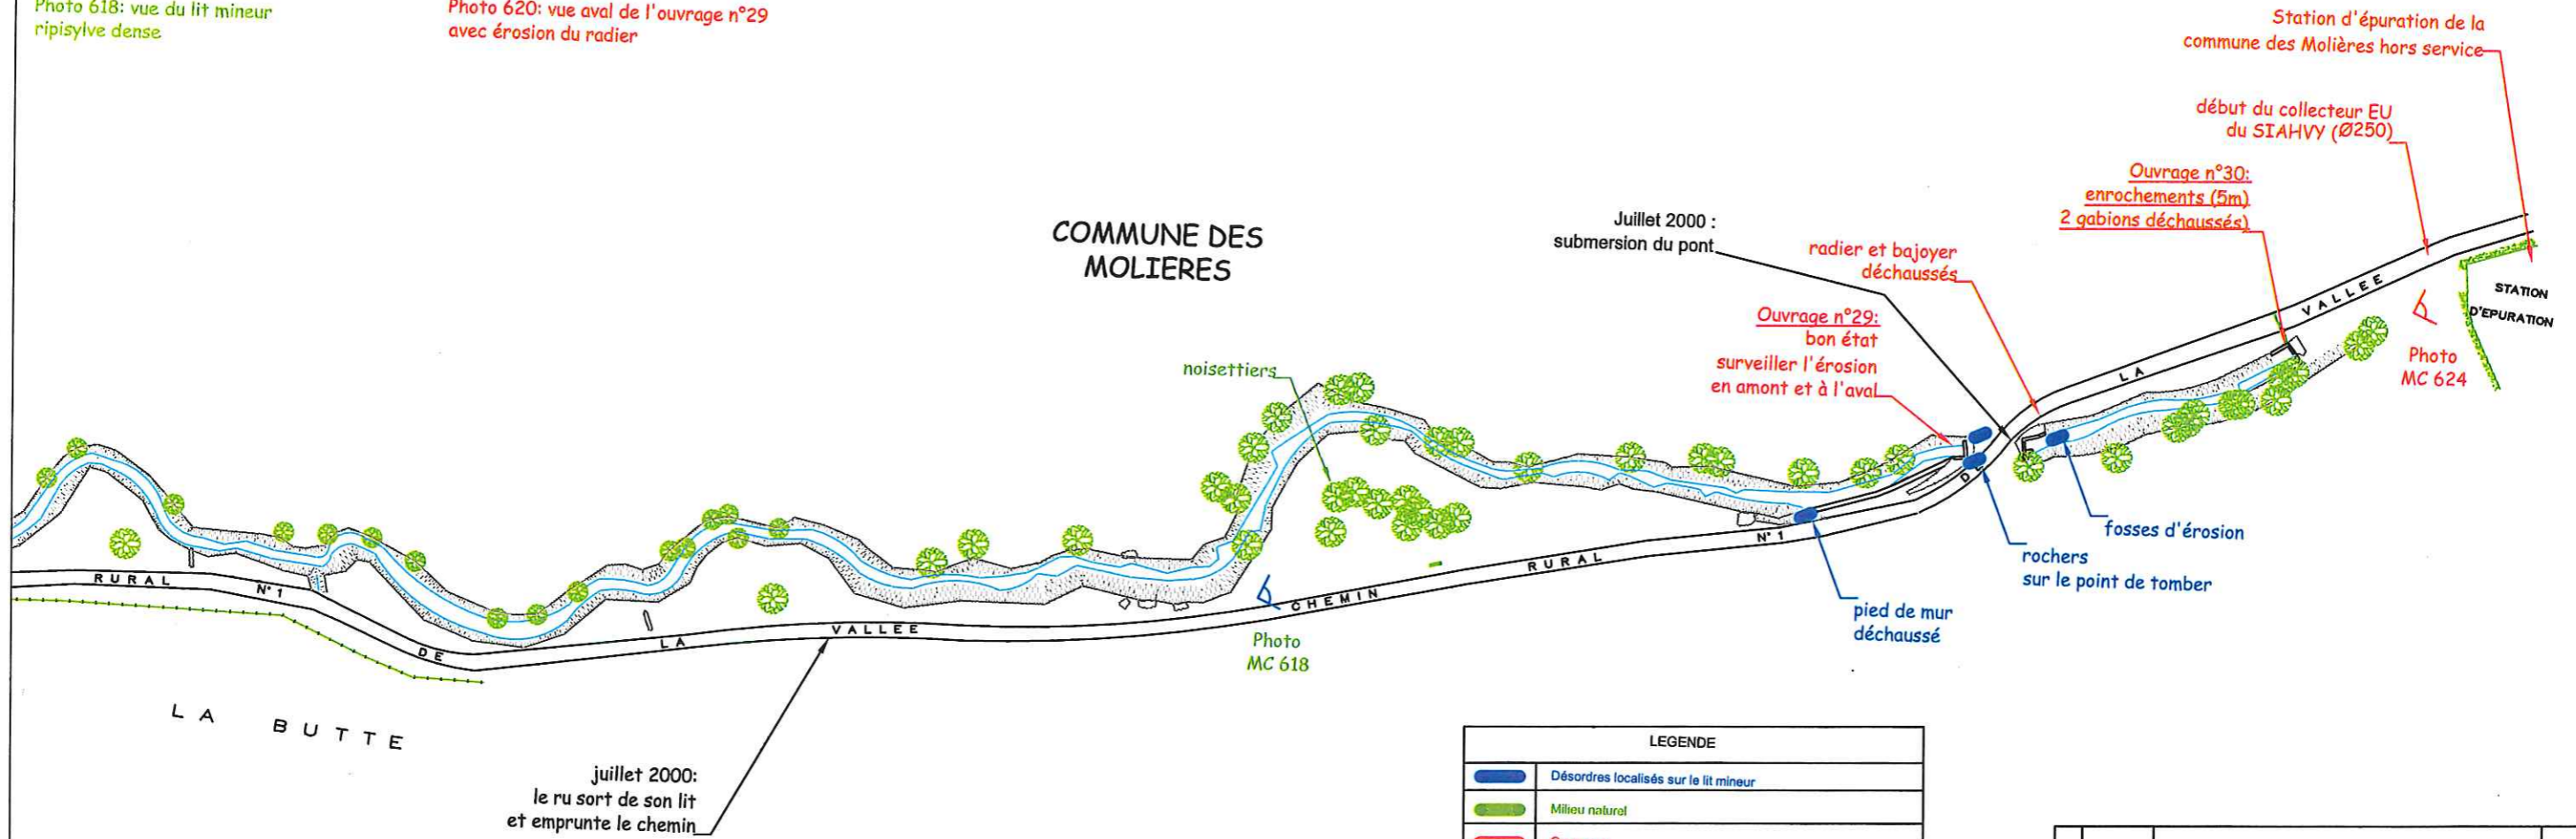 Photo 618: vue du lit mineur
ripisylve dense
Photo 620: vue aval de l'ouvrage n°29
avec érosion du radier
Station d'épuration de la
commune des Molières hors service
début du collecteur EU
du SIAHVY (Ø250)
Ouvrage n°30:
enrochements (5m)
2 gabions déchaussés)
COMMUNE DES
MOLIERES
Juillet 2000 :
submersion du pont
radier et bajoyer
déchaussés
Ouvrage n°29:
bon état
surveiller l'érosion
en amont et à l'aval
noisettiers
STATION
D'EPURATION
Photo
MC 624
fosses d'érosion
rochers
sur le point de tomber
pied de mur
déchaussé
RURAL N°1 DE LA VALLEE CHEMIN RURAL N°1 D LA VALLEE
Photo
MC 618
LA BUTTE
juillet 2000:
le ru sort de son lit
et emprunte le chemin
LEGENDE
Désordres localisés sur le lit mineur
Milieu naturel